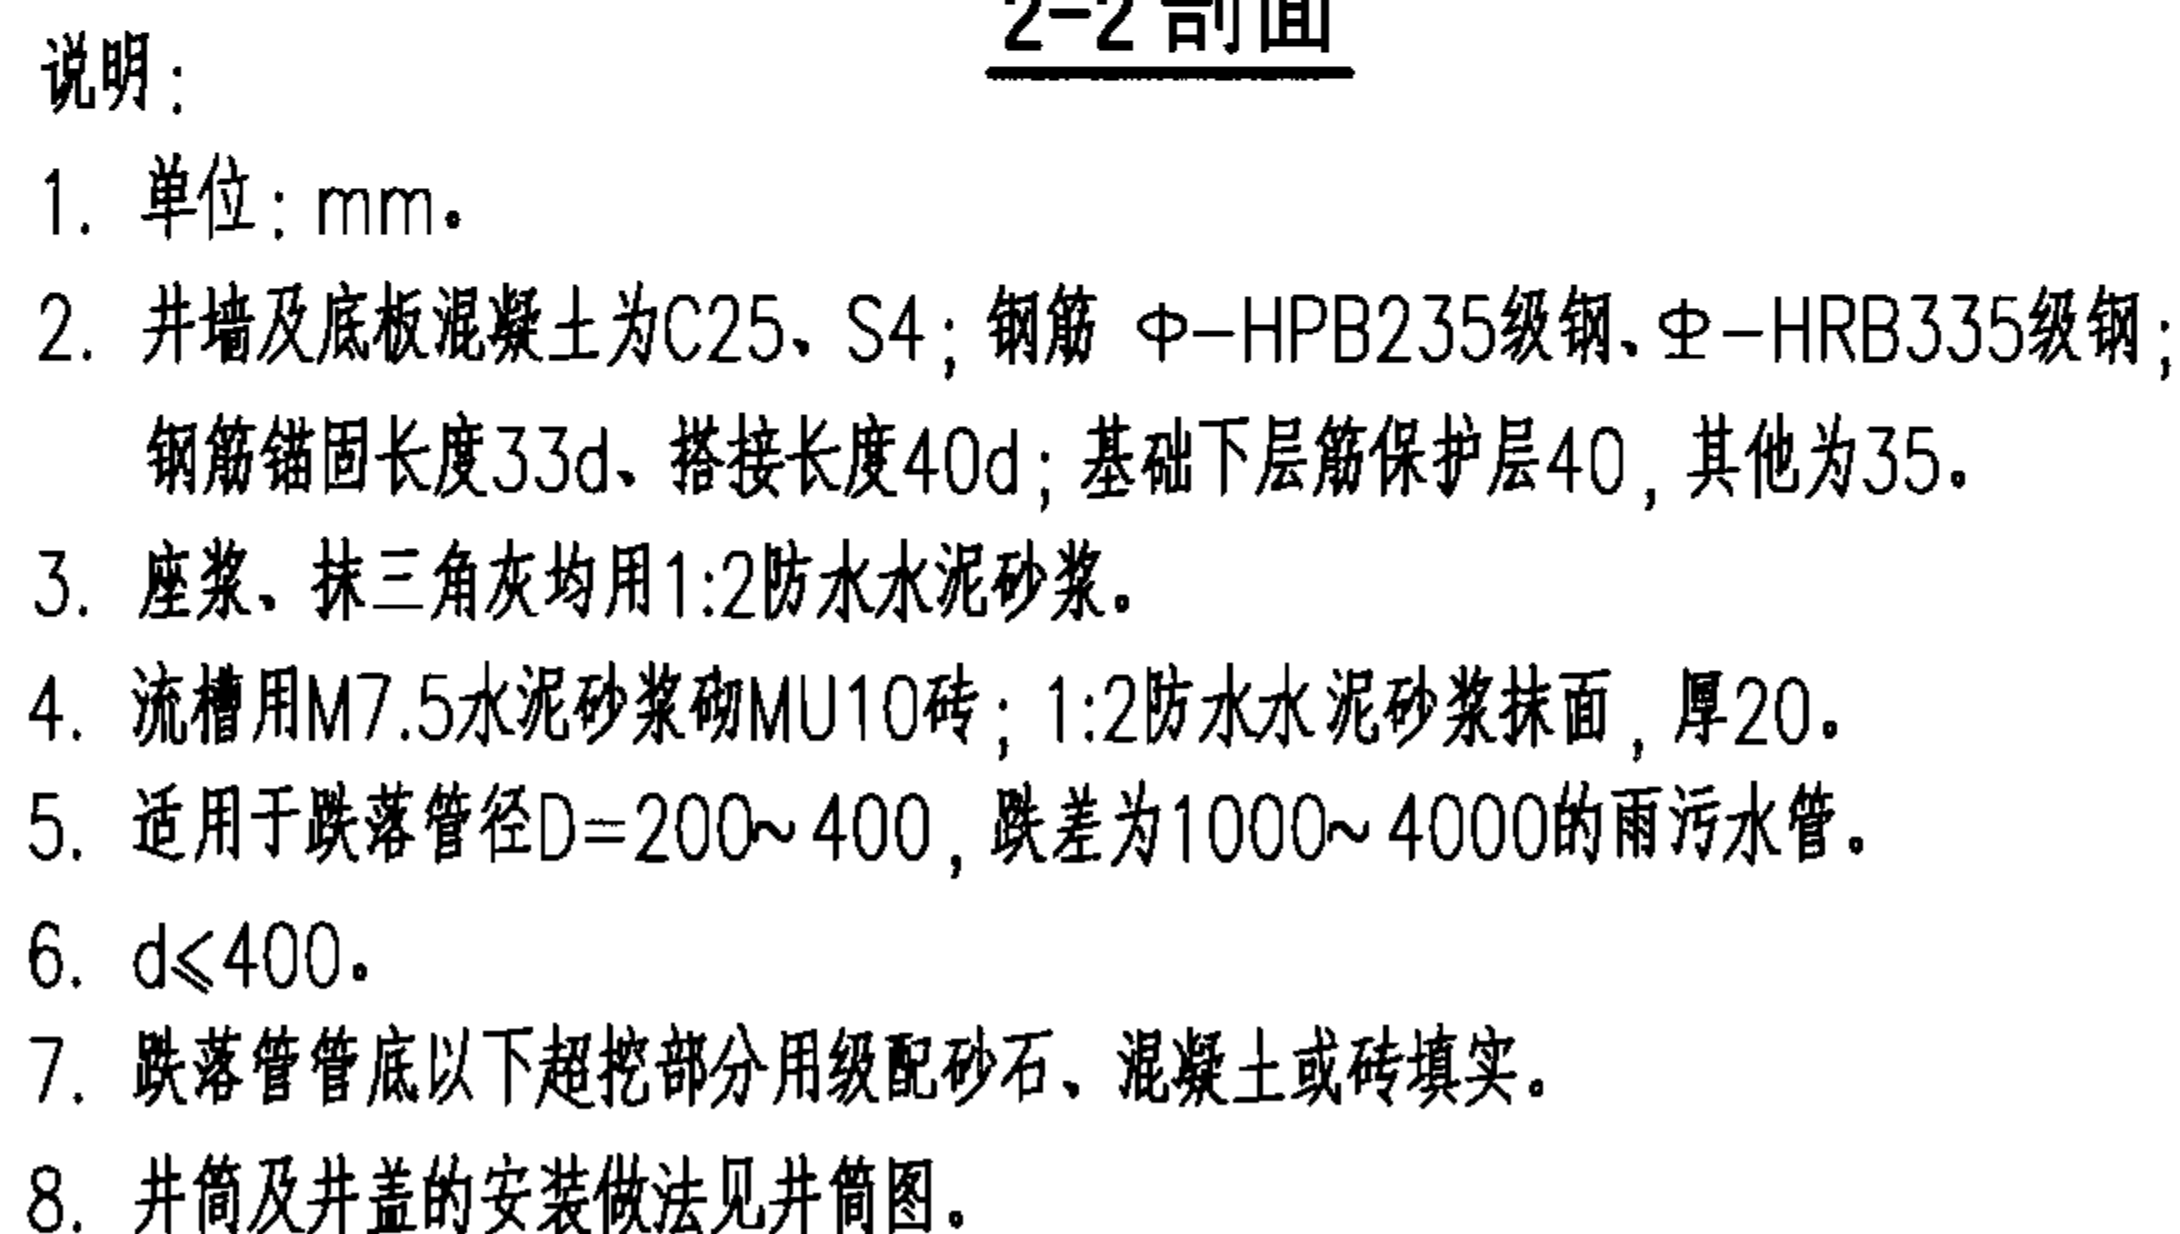 2-2 剖面
说明:
1. 单位: mm。
2. 井墙及底板混凝土为C25、S4; 钢筋 Φ-HPB235级钢、Φ-HRB335级钢;
钢筋锚固长度33d、搭接长度40d; 基础下层筋保护层40, 其他为35。
3. 座浆、抹三角灰均用1:2防水水泥砂浆。
4. 流槽用M7.5水泥砂浆砌MU10砖; 1:2防水水泥砂浆抹面, 厚20。
5. 适用于跌落管径D=200~400, 跌差为1000~4000的雨污水管。
6. d⩽400。
7. 跌落管管底以下超挖部分用级配砂石、混凝土或砖填实。
8. 井筒及井盖的安装做法见井筒图。